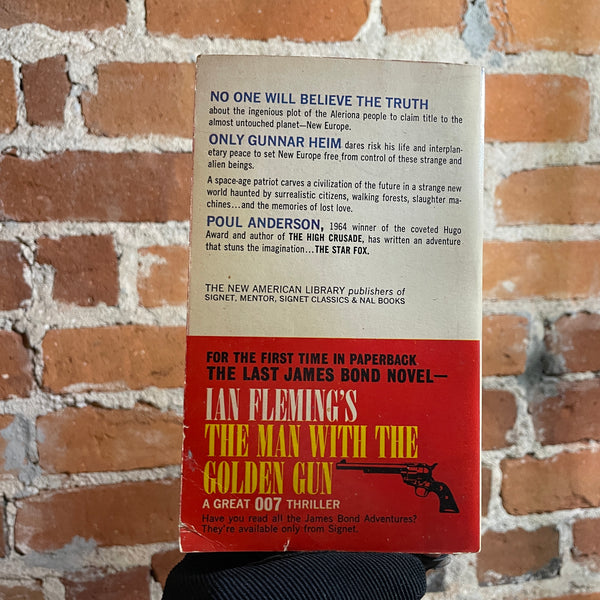 NO ONE WILL BELIEVE THE TRUTH
about the ingenious plot of the Aleriona people to claim title to the
almost untouched planet—New Europe.
ONLY GUNNAR HEIM dares risk his life and interplan-
etary peace to set New Europe free from control of these strange and
alien beings.
A space-age patriot carves a civilization of the future in a strange new
world haunted by surrealistic citizens, walking forests, slaughter ma-
chines...and the memories of lost love.
POUL ANDERSON, 1964 winner of the coveted Hugo
Award and author of THE HIGH CRUSADE, has written an adventure
that stuns the imagination...THE STAR FOX.
THE NEW AMERICAN LIBRARY publishers of
SIGNET, MENTOR, SIGNET CLASSICS & NAL BOOKS
FOR THE FIRST TIME IN PAPERBACK
THE LAST JAMES BOND NOVEL—
IAN FLEMING'S
THE MAN WITH THE
GOLDEN GUN
A GREAT 007 THRILLER
Have you read all the James Bond Adventures?
They're available only from Signet.